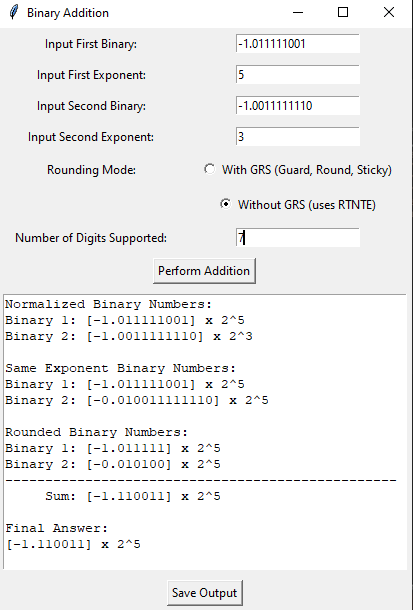 Binary Addition
Input First Binary: -1.011111001
Input First Exponent: 5
Input Second Binary: -1.0011111110
Input Second Exponent: 3
Rounding Mode: With GRS (Guard, Round, Sticky)
Without GRS (uses RTNTE)
Number of Digits Supported: 7
Perform Addition
Normalized Binary Numbers:
Binary 1: [-1.011111001] x 2^5
Binary 2: [-1.0011111110] x 2^3
Same Exponent Binary Numbers:
Binary 1: [-1.011111001] x 2^5
Binary 2: [-0.010011111110] x 2^5
Rounded Binary Numbers:
Binary 1: [-1.011111] x 2^5
Binary 2: [-0.010100] x 2^5
-------------------------------------------------
Sum: [-1.110011] x 2^5
Final Answer:
[-1.110011] x 2^5
Save Output